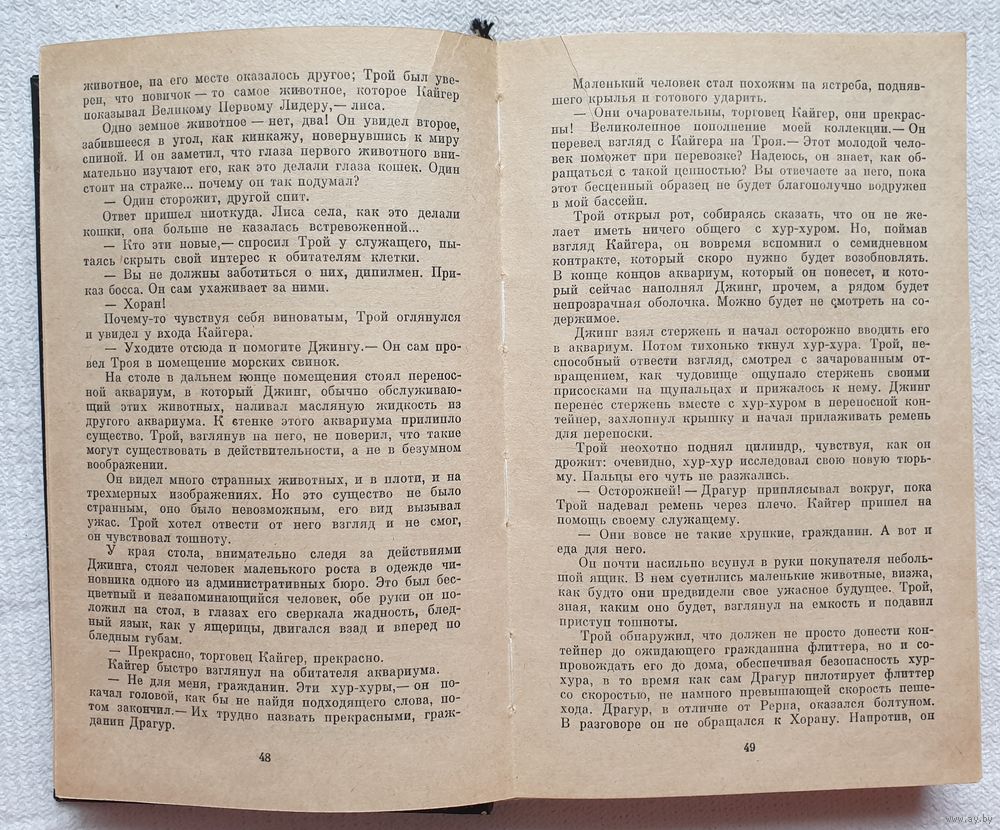 животное, на его месте оказалось другое; Трой был уве-
рен, что новичок — то самое животное, которое Кайгер
показывал Великому Первому Лидеру,— лиса.
Одно земное животное — нет, два! Он увидел второе,
забившееся в угол, как кинкажу, повернувшись к миру
спиной. И он заметил, что глаза первого животного вни-
мательно изучают его, как это делали глаза кошек. Один
стоит на страже... почему он так подумал?
— Один сторожит, другой спит.
Ответ пришел ниоткуда. Лиса села, как это делали
кошки, она больше не казалась встревоженной...
— Кто эти новые,— спросил Трой у служащего, пы-
таясь скрыть свой интерес к обитателям клетки.
— Вы не должны заботиться о них, дипилмен. При-
каз босса. Он сам ухаживает за ними.
— Хоран!
Почему-то чувствуя себя виноватым, Трой оглянулся
и увидел у входа Кайгера.
— Уходите отсюда и помогите Джингу.— Он сам про-
вел Троя в помещение морских свинок.
На столе в дальнем конце помещения стоял перенос-
ной аквариум, в который Джинг, обычно обслуживаю-
щий этих животных, наливал масляную жидкость из
другого аквариума. К стенке этого аквариума прилипло
существо. Трой, взглянув на него, не поверил, что такие
могут существовать в действительности, а не в безумном
воображении.
Он видел много странных животных, и в плоти, и на
трехмерных изображениях. Но это существо не было
странным, оно было невозможным, его вид вызывал
ужас. Трой хотел отвести от него взгляд и не смог,
он чувствовал тошноту.
У края стола, внимательно следя за действиями
Джинга, стоял человек маленького роста в одежде чи-
новника одного из административных бюро. Это был бес-
цветный и незапоминающийся человек, обе руки он по-
ложил на стол, в глазах его сверкала жадность, блед-
ный язык, как у ящерицы, двигался взад и вперед по
бледным губам.
— Прекрасно, торговец Кайгер, прекрасно.
Кайгер быстро взглянул на обитателя аквариума.
— Не для меня, гражданин. Эти хур-хуры,— он по-
качал головой, как бы не найдя подходящего слова, по-
том закончил.— Их трудно назвать прекрасными, граж-
данин Драгур.
48
Маленький человек стал похожим на ястреба, подняв-
шего крылья и готового ударить.
— Они очаровательны, торговец Кайгер, они прекрас-
ны! Великолепное пополнение моей коллекции.— Он
перевел взгляд с Кайгера на Троя.— Этот молодой чело-
век поможет при перевозке? Надеюсь, он знает, как об-
ращаться с такой ценностью? Вы отвечаете за него, пока
этот бесценный образец не будет благополучно водружен
в мой бассейн.
Трой открыл рот, собираясь сказать, что он не же-
лает иметь ничего общего с хур-хуром. Но, поймав
взгляд Кайгера, он вовремя вспомнил о семидневном
контракте, который скоро нужно будет возобновлять.
В конце концов аквариум, который он понесет, и кот-
рый сейчас наполнял Джинг, прочем, а рядом будет
непрозрачная оболочка. Можно будет не смотреть на со-
держимое.
Джинг взял стержень и начал осторожно вводить его
в аквариум. Потом тихонько ткнул хур-хура. Трой, не-
способный отвести взгляд, смотрел с зачарованным от-
вращением, как чудовище ощупало стержень своими
присосками на щупальцах и прижалось к нему. Джинг
перенес стержень вместе с хур-хуром в переносной кон-
тейнер, захлопнул крышку и начал прилаживать ремень
для переноски.
Трой неохотно поднял цилиндр, чувствуя, как он
дрожит: очевидно, хур-хур исследовал свою новую тюрь-
му. Пальцы его чуть не разжались.
— Осторожней! — Драгур приплясывал вокруг, пока
Трой надевал ремень через плечо. Кайгер пришел на
помощь своему служащему.
— Они вовсе не такие хрупкие, гражданин. А вот и
еда для него.
Он почти насильно всунул в руки покупателя неболь-
шой ящик. В нем суетились маленькие животные, визжа,
как будто они предвидели свое ужасное будущее. Трой,
зная, каким оно будет, взглянул на емкость и подавил
приступ тошноты.
Трой обнаружил, что должен не просто донести кон-
тейнер до ожидающего гражданина флиттера, но и со-
провождать его до дома, обеспечивая безопасность хур-
хура, в то время как сам Драгур пилотирует флиттер
со скоростью, не намного превышающей скорость пеше-
хода. Драгур, в отличие от Рерна, оказался болтуном.
В разговоре он не обращался к Хорану. Напротив, он
49
www.ay.by